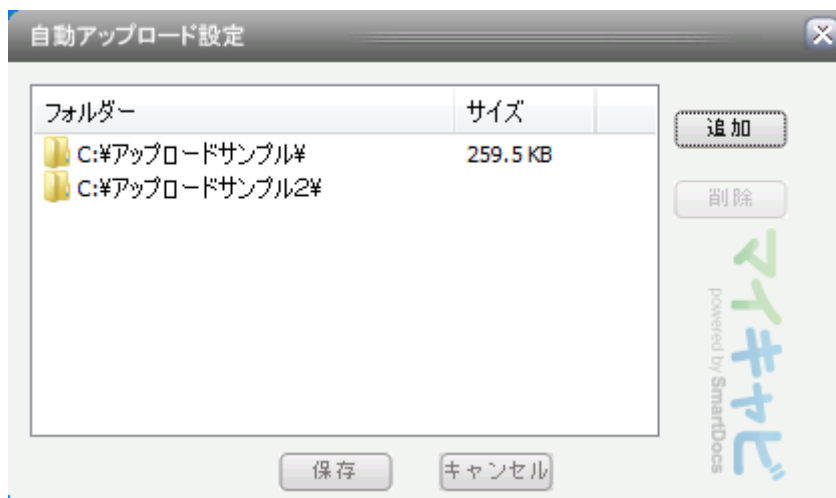 自動アップロード設定
フォルダー サイズ
C:¥アップロードサンプル¥ 259.5 KB
C:¥アップロードサンプル2¥
追加
削除
マイキャビ
powered by SmartDocs
保存 キャンセル